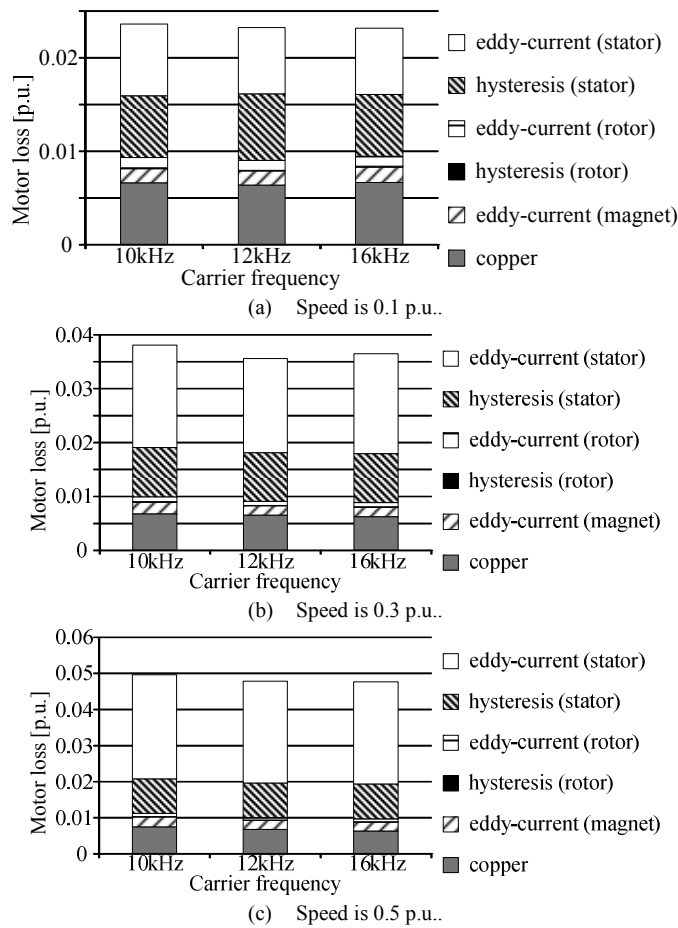 Motor loss [p.u.]
0.02
0.01
0
10kHz 12kHz 16kHz
Carrier frequency
eddy-current (stator)
hysteresis (stator)
eddy-current (rotor)
hysteresis (rotor)
eddy-current (magnet)
copper
(a) Speed is 0.1 p.u..
Motor loss [p.u.]
0.04
0.03
0.02
0.01
0
10kHz 12kHz 16kHz
Carrier frequency
eddy-current (stator)
hysteresis (stator)
eddy-current (rotor)
hysteresis (rotor)
eddy-current (magnet)
copper
(b) Speed is 0.3 p.u..
Motor loss [p.u.]
0.06
0.05
0.04
0.03
0.02
0.01
0
10kHz 12kHz 16kHz
Carrier frequency
eddy-current (stator)
hysteresis (stator)
eddy-current (rotor)
hysteresis (rotor)
eddy-current (magnet)
copper
(c) Speed is 0.5 p.u..